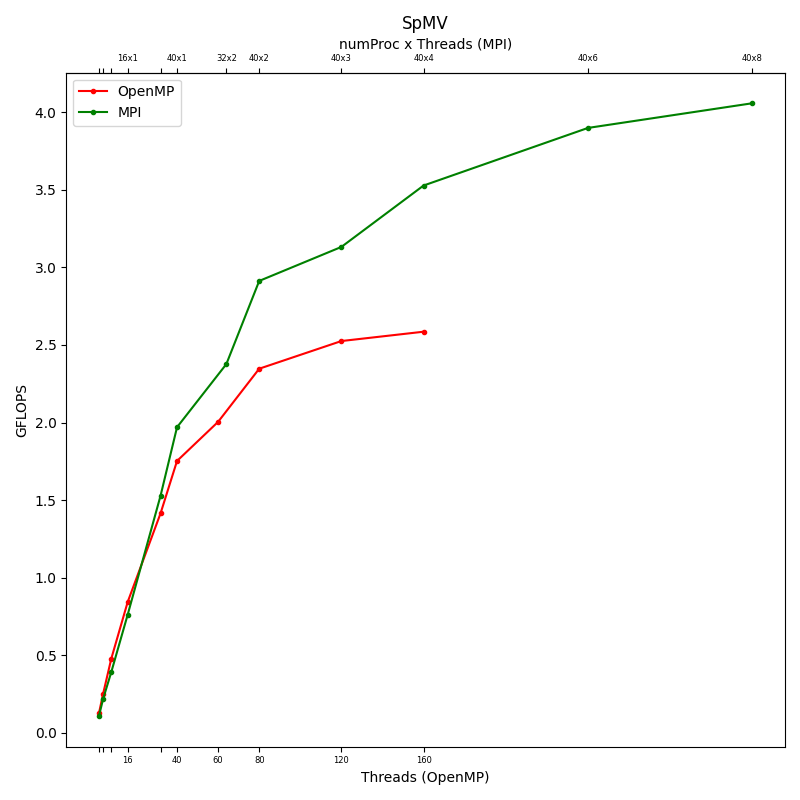 SpMV
numProc x Threads (MPI)
16x1 40x1 32x2 40x2 40x3 40x4 40x6 40x8
OpenMP
MPI
4.0
3.5
3.0
2.5
2.0
1.5
1.0
0.5
0.0
GFLOPS
16 40 60 80 120 160
Threads (OpenMP)